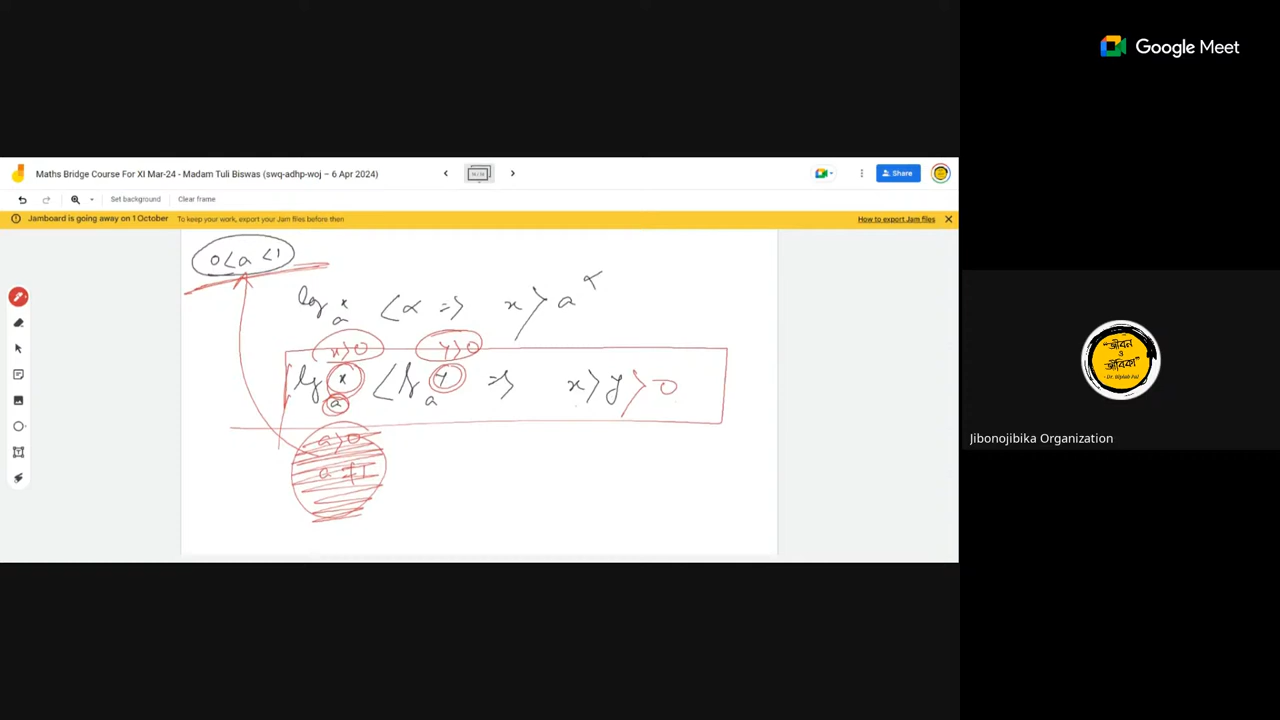 Google Meet
Maths Bridge Course For XI Mar-24 - Madam Tuli Biswas (swq-adhp-woj – 6 Apr 2024)
Share
Set background
Clear frame
Jamboard is going away on 1 October To keep your work, export your Jam files before then
How to export Jam files
0<a<1
log_a x < α => x > a^α
x>0 y>0
log_a x < log_a y => x > y > 0
a>0
a≠1
"জীবন
ও
জীবিকা"
Jibonojibika Organization